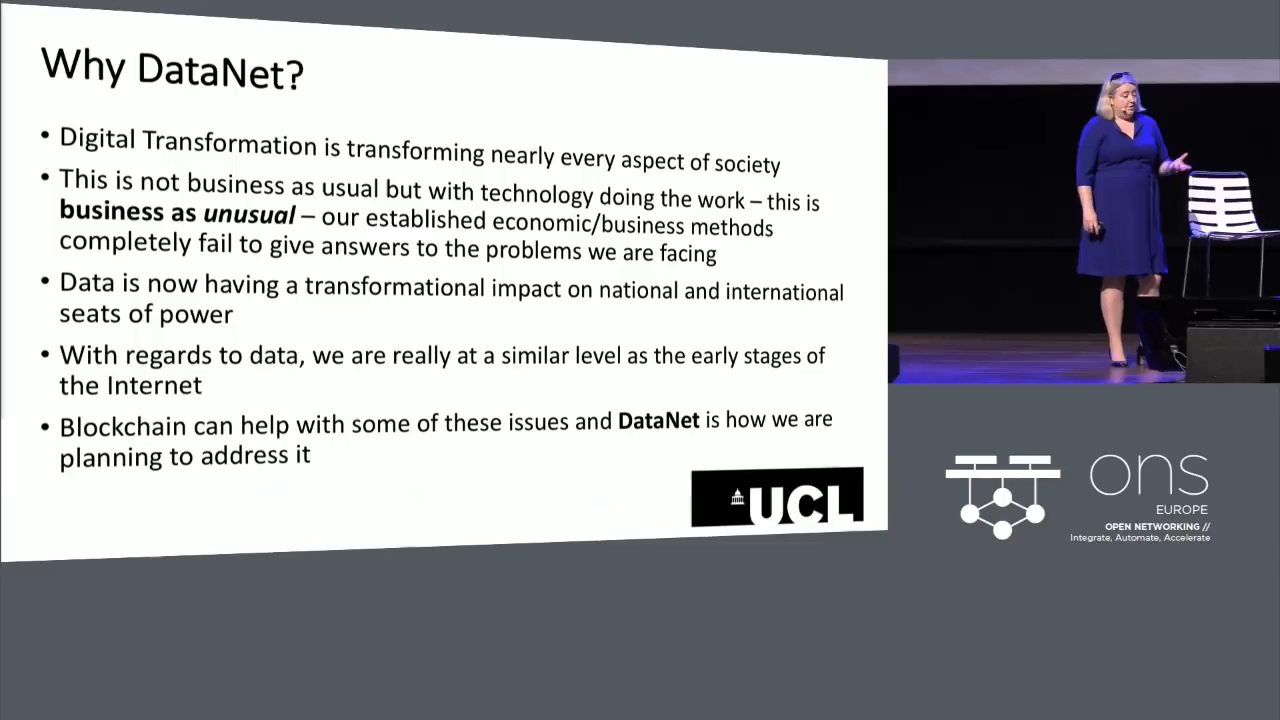 Why DataNet?
• Digital Transformation is transforming nearly every aspect of society
• This is not business as usual but with technology doing the work – this is
business as unusual – our established economic/business methods
completely fail to give answers to the problems we are facing
• Data is now having a transformational impact on national and international
seats of power
• With regards to data, we are really at a similar level as the early stages of
the Internet
• Blockchain can help with some of these issues and DataNet is how we are
planning to address it
UCL
ons
EUROPE
OPEN NETWORKING //
Integrate, Automate, Accelerate